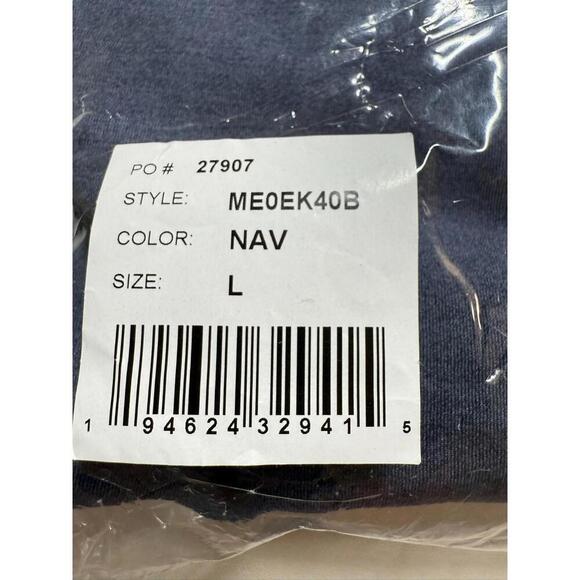 PO # 27907
STYLE: ME0EK40B
COLOR: NAV
SIZE: L
1 94624 32941 5